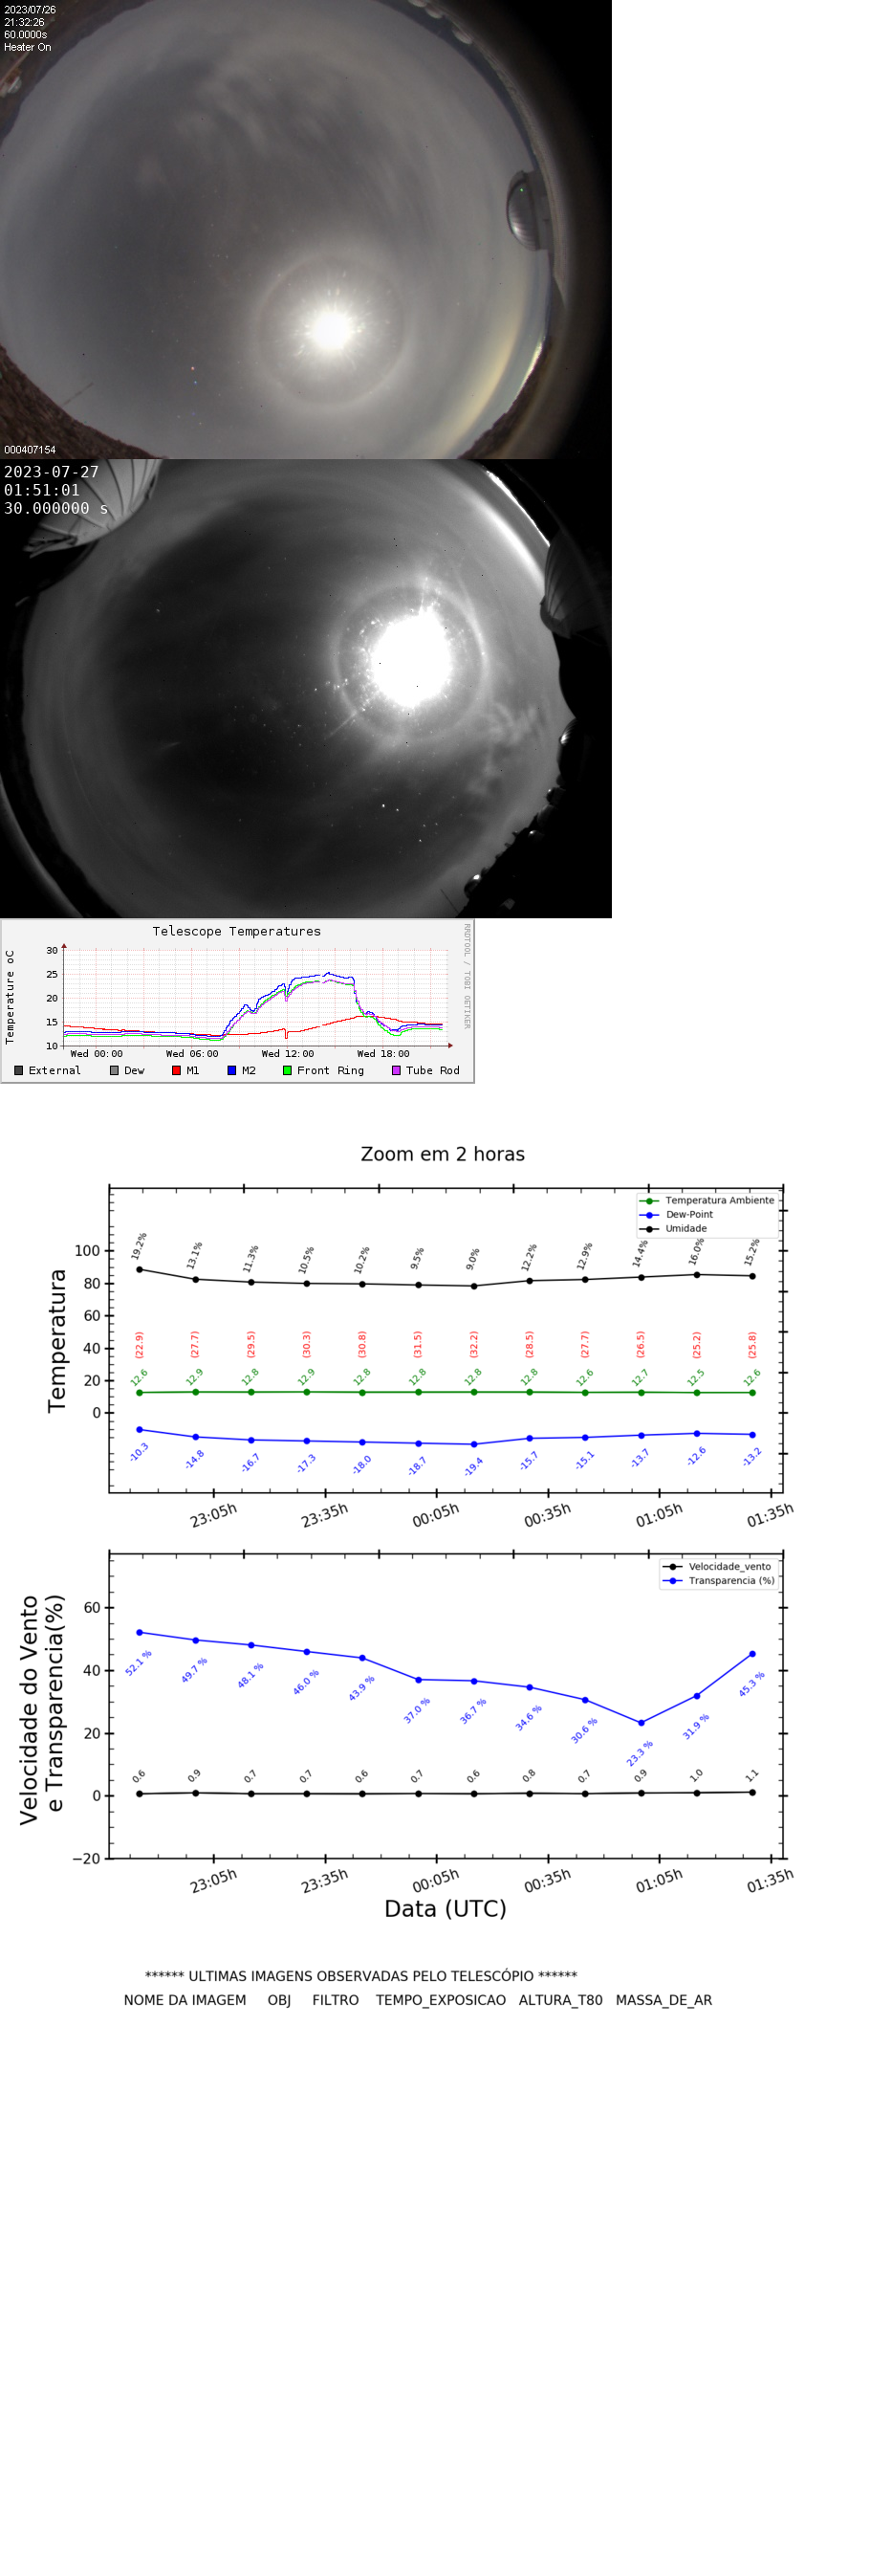 2023/07/26
21:32:26
60.0000s
Heater On
000407154
2023-07-27
01:51:01
30.000000 s
Telescope Temperatures
RRDTOOL / TOBI OETIKER
Temperature oC
30
25
20
15
10
Wed 00:00 Wed 06:00 Wed 12:00 Wed 18:00
External Dew M1 M2 Front Ring Tube Rod
Zoom em 2 horas
Temperatura Ambiente
Dew-Point
Umidade
Temperatura
100
80
60
40
20
0
19.2% 13.1% 11.3% 10.5% 10.2% 9.5% 9.0% 12.2% 12.9% 14.4% 16.0% 15.2%
(22.9) (27.7) (29.5) (30.3) (30.8) (31.5) (32.2) (28.5) (27.7) (26.5) (25.2) (25.8)
12.6 12.9 12.8 12.9 12.8 12.8 12.8 12.8 12.6 12.7 12.5 12.6
-10.3 -14.8 -16.7 -17.3 -18.0 -18.7 -19.4 -15.7 -15.1 -13.7 -12.6 -13.2
23:05h 23:35h 00:05h 00:35h 01:05h 01:35h
Velocidade_vento
Transparencia (%)
Velocidade do Vento
e Transparencia(%)
60
40
20
0
−20
52.1 % 49.7 % 48.1 % 46.0 % 43.9 % 37.0 % 36.7 % 34.6 % 30.6 % 23.3 % 31.9 % 45.3 %
0.6 0.9 0.7 0.7 0.6 0.7 0.6 0.8 0.7 0.9 1.0 1.1
23:05h 23:35h 00:05h 00:35h 01:05h 01:35h
Data (UTC)
****** ULTIMAS IMAGENS OBSERVADAS PELO TELESCÓPIO ******
NOME DA IMAGEM OBJ FILTRO TEMPO_EXPOSICAO ALTURA_T80 MASSA_DE_AR